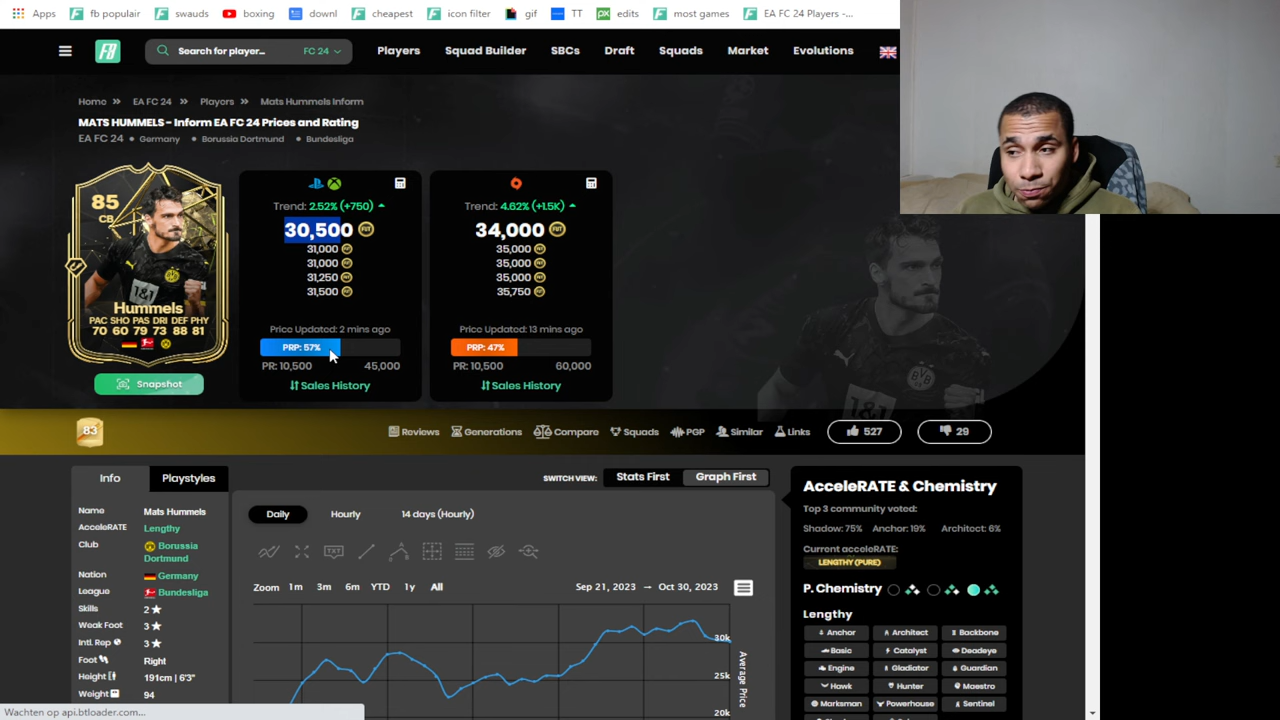 Apps fb populair swauds boxing downl cheapest icon filter gif TT edits most games EA FC 24 Players -...
FB Search for player... FC 24 Players Squad Builder SBCs Draft Squads Market Evolutions
Home » EA FC 24 » Players » Mats Hummels Inform
MATS HUMMELS - Inform EA FC 24 Prices and Rating
EA FC 24 • Germany • Borussia Dortmund • Bundesliga
85
CB
1&1
Hummels
PAC SHO PAS DRI DEF PHY
70 60 79 73 88 81
Snapshot
Trend: 2.52% (+750)
30,500
31,000
31,000
31,250
31,500
Price Updated: 2 mins ago
PRP: 57%
PR: 10,500 45,000
Sales History
Trend: 4.62% (+1.5K)
34,000
35,000
35,000
35,000
35,750
Price Updated: 13 mins ago
PRP: 47%
PR: 10,500 60,000
Sales History
BVB
1&1
83 Reviews Generations Compare Squads PGP Similar Links 527 29
Info Playstyles
Name Mats Hummels
AcceleRATE Lengthy
Club Borussia
Dortmund
Nation Germany
League Bundesliga
Skills 2
Weak Foot 3
Intl. Rep 3
Foot Right
Height 191cm | 6'3"
Weight 94
SWITCH VIEW: Stats First Graph First
Daily Hourly 14 days (Hourly)
TXT
Zoom 1m 3m 6m YTD 1y All Sep 21, 2023 → Oct 30, 2023
30k
25k
20k
Average Price
AcceleRATE & Chemistry
Top 3 community voted:
Shadow: 75% Anchor: 19% Architect: 6%
Current acceleRATE:
LENGTHY (PURE)
P. Chemistry
Lengthy
Anchor Architect Backbone
Basic Catalyst Deadeye
Engine Gladiator Guardian
Hawk Hunter Maestro
Marksman Powerhouse Sentinel
Wachten op api.btloader.com...